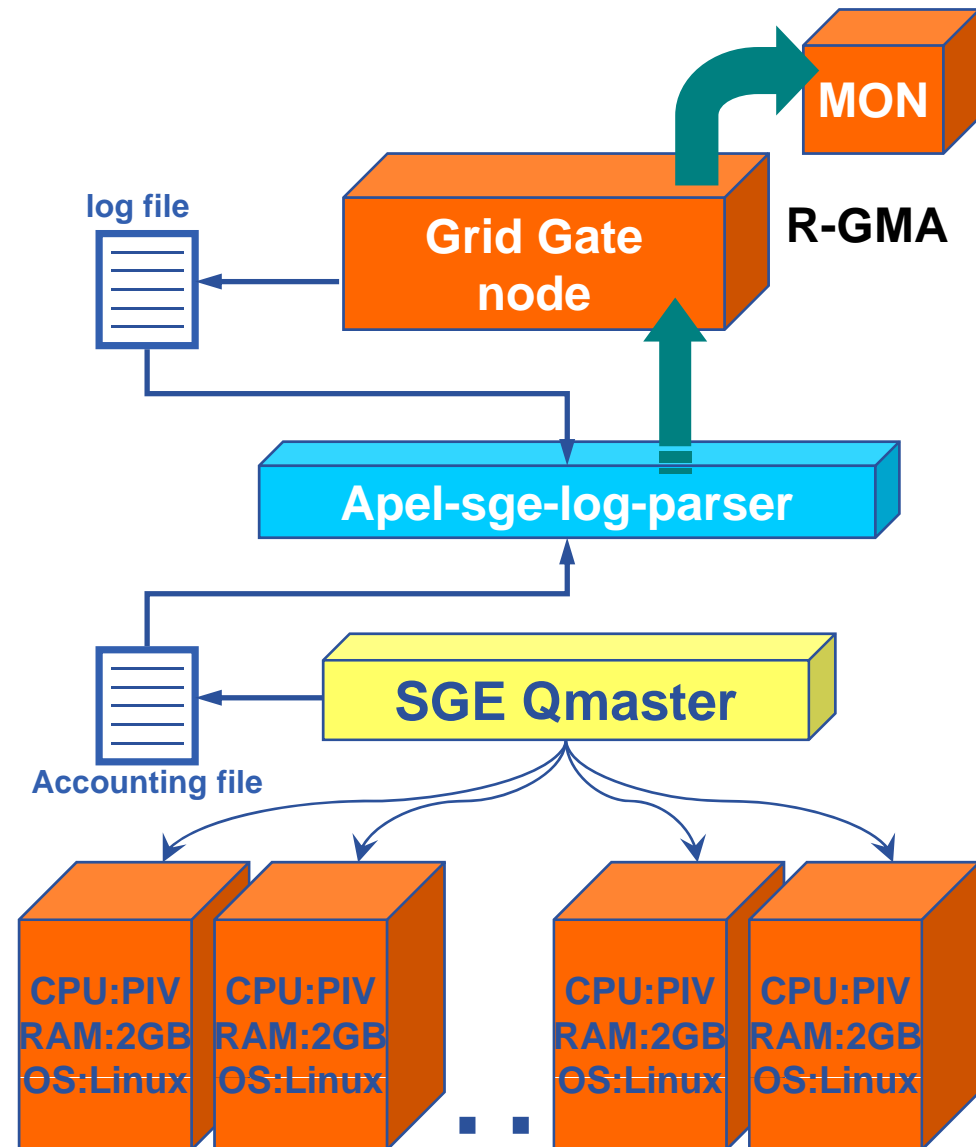 MON
log file
R-GMA
Grid Gate
node
Apel-sge-log-parser
SGE Qmaster
Accounting file
CPU:PIV
RAM:2GB
OS:Linux
CPU:PIV
RAM:2GB
OS:Linux
CPU:PIV
RAM:2GB
OS:Linux
CPU:PIV
RAM:2GB
OS:Linux
. .